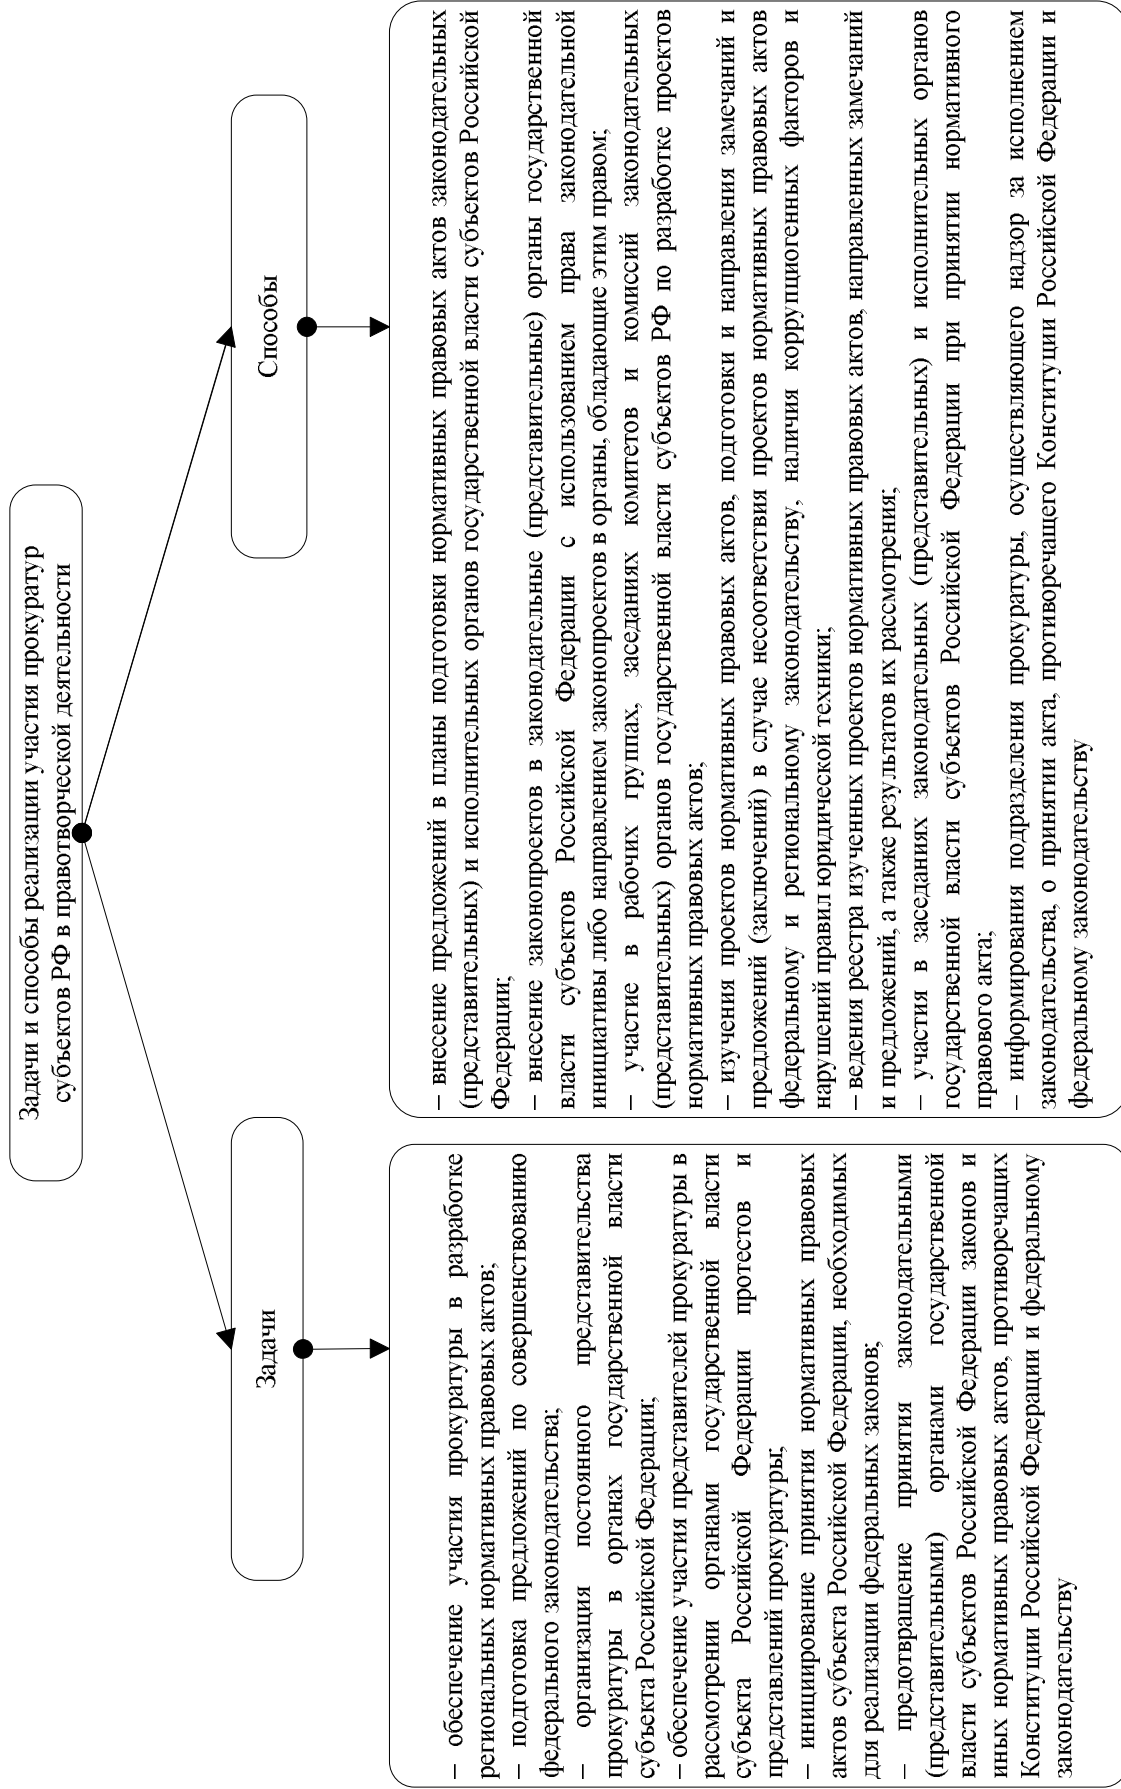 Задачи и способы реализации участия прокуратур
субъектов РФ в правотворческой деятельности
Задачи
Способы
– обеспечение участия прокуратуры в разработке
региональных нормативных правовых актов;
– подготовка предложений по совершенствованию
федерального законодательства;
– организация постоянного представительства
прокуратуры в органах государственной власти
субъекта Российской Федерации;
– обеспечение участия представителей прокуратуры в
рассмотрении органами государственной власти
субъекта Российской Федерации протестов и
представлений прокуратуры;
– инициирование принятия нормативных правовых
актов субъекта Российской Федерации, необходимых
для реализации федеральных законов;
– предотвращение принятия законодательными
(представительными) органами государственной
власти субъектов Российской Федерации законов и
иных нормативных правовых актов, противоречащих
Конституции Российской Федерации и федеральному
законодательству
– внесение предложений в планы подготовки нормативных правовых актов законодательных
(представительных) и исполнительных органов государственной власти субъектов Российской
Федерации;
– внесение законопроектов в законодательные (представительные) органы государственной
власти субъектов Российской Федерации с использованием права законодательной
инициативы либо направлением законопроектов в органы, обладающие этим правом;
– участие в рабочих группах, заседаниях комитетов и комиссий законодательных
(представительных) органов государственной власти субъектов РФ по разработке проектов
нормативных правовых актов;
– изучения проектов нормативных правовых актов, подготовки и направления замечаний и
предложений (заключений) в случае несоответствия проектов нормативных правовых актов
федеральному и региональному законодательству, наличия коррупциогенных факторов и
нарушений правил юридической техники;
– ведения реестра изученных проектов нормативных правовых актов, направленных замечаний
и предложений, а также результатов их рассмотрения;
– участия в заседаниях законодательных (представительных) и исполнительных органов
государственной власти субъектов Российской Федерации при принятии нормативного
правового акта;
– информирования подразделения прокуратуры, осуществляющего надзор за исполнением
законодательства, о принятии акта, противоречащего Конституции Российской Федерации и
федеральному законодательству